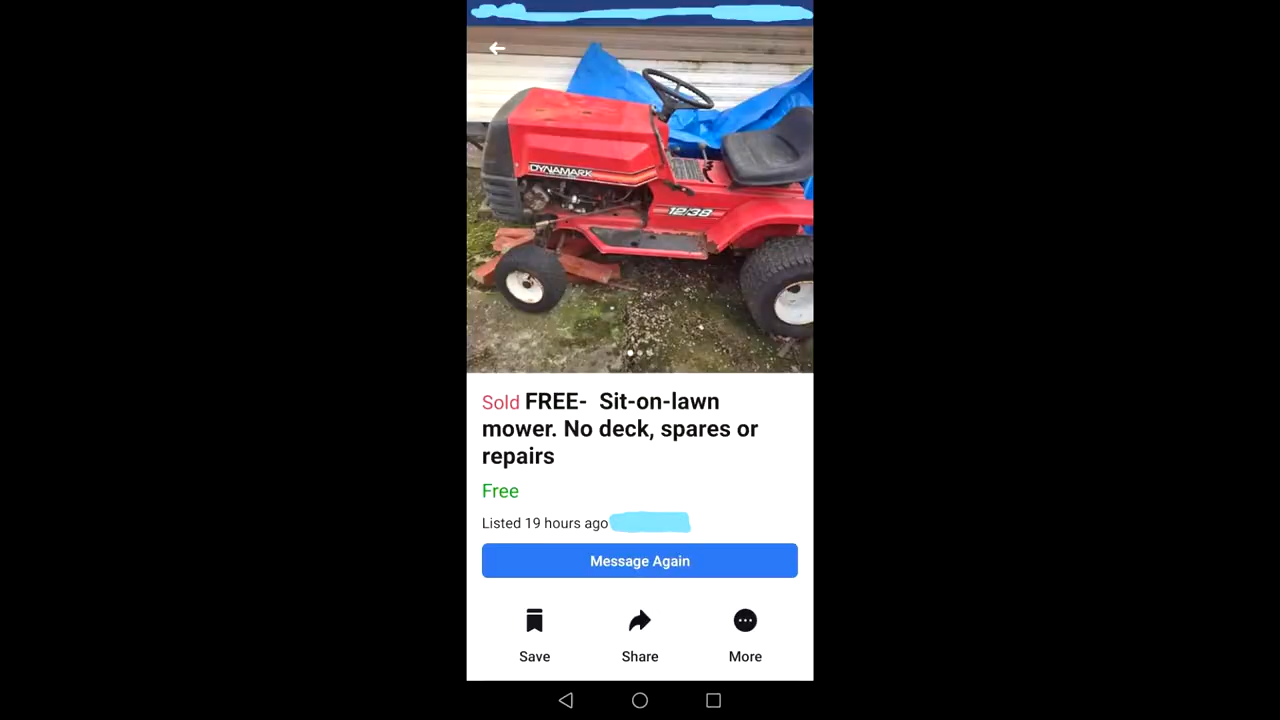 DYNAMARK
12/38
Sold FREE- Sit-on-lawn
mower. No deck, spares or
repairs
Free
Listed 19 hours ago
Message Again
Save Share More